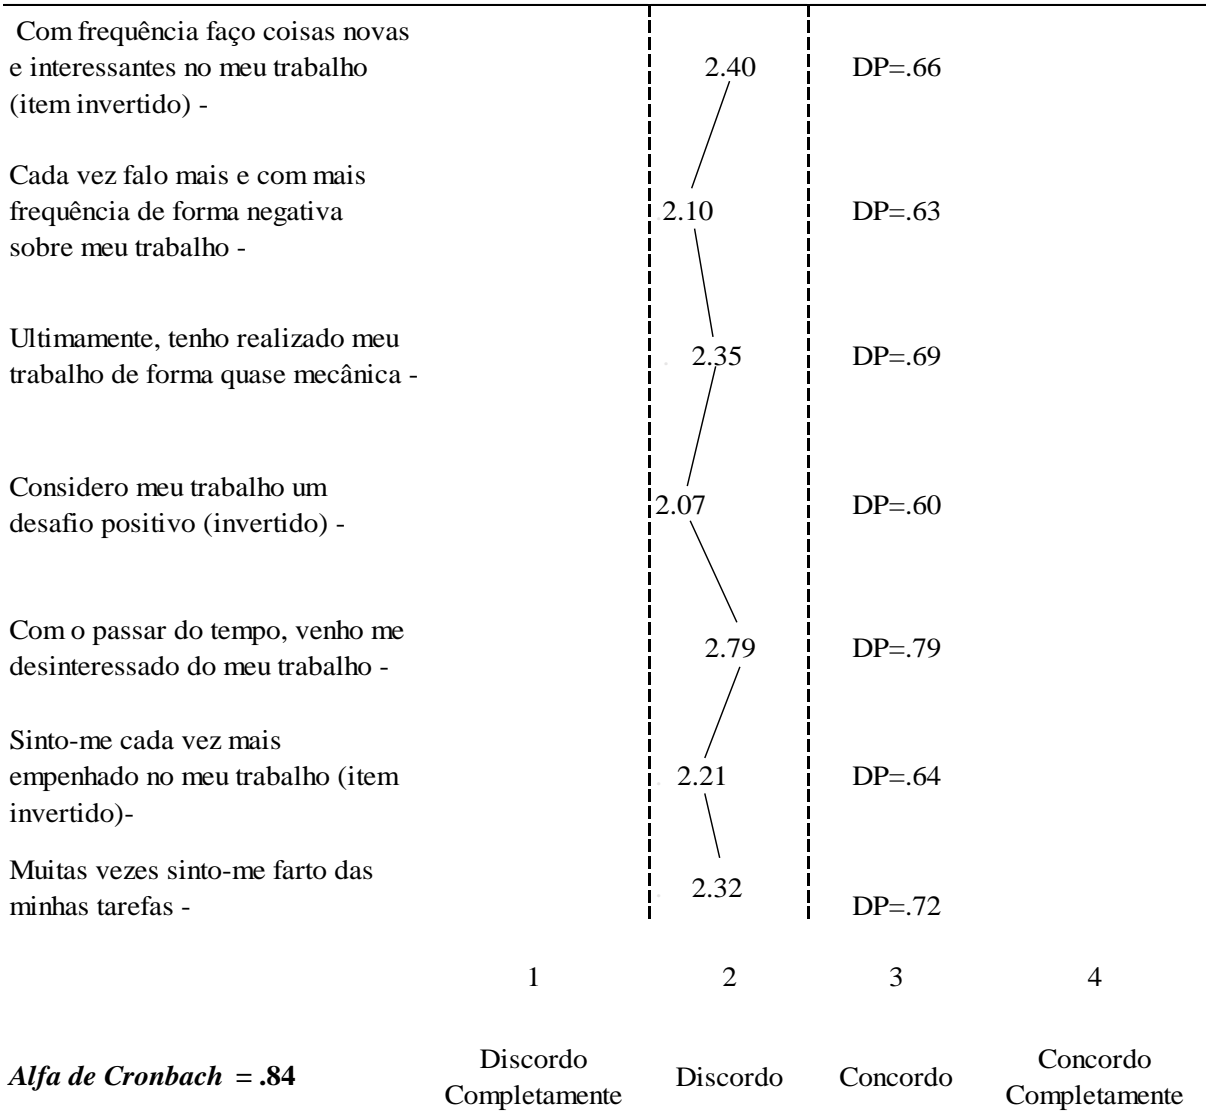 Com frequência faço coisas novas
e interessantes no meu trabalho
(item invertido) -
2.40 DP=.66
Cada vez falo mais e com mais
frequência de forma negativa
sobre meu trabalho -
2.10 DP=.63
Ultimamente, tenho realizado meu
trabalho de forma quase mecânica -
2.35 DP=.69
Considero meu trabalho um
desafio positivo (invertido) -
2.07 DP=.60
Com o passar do tempo, venho me
desinteressado do meu trabalho -
2.79 DP=.79
Sinto-me cada vez mais
empenhado no meu trabalho (item
invertido)-
2.21 DP=.64
Muitas vezes sinto-me farto das
minhas tarefas -
2.32 DP=.72
1 2 3 4
Alfa de Cronbach = .84
Discordo
Completamente
Discordo
Concordo
Concordo
Completamente